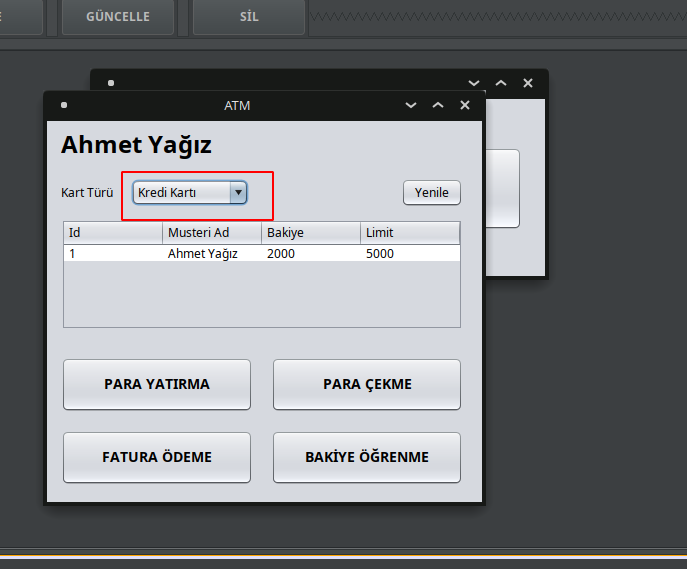 GÜNCELLE
SİL
ATM
Ahmet Yağız
Kart Türü
Kredi Kartı
Yenile
Id Musteri Ad Bakiye Limit
1 Ahmet Yağız 2000 5000
PARA YATIRMA
PARA ÇEKME
FATURA ÖDEME
BAKİYE ÖĞRENME